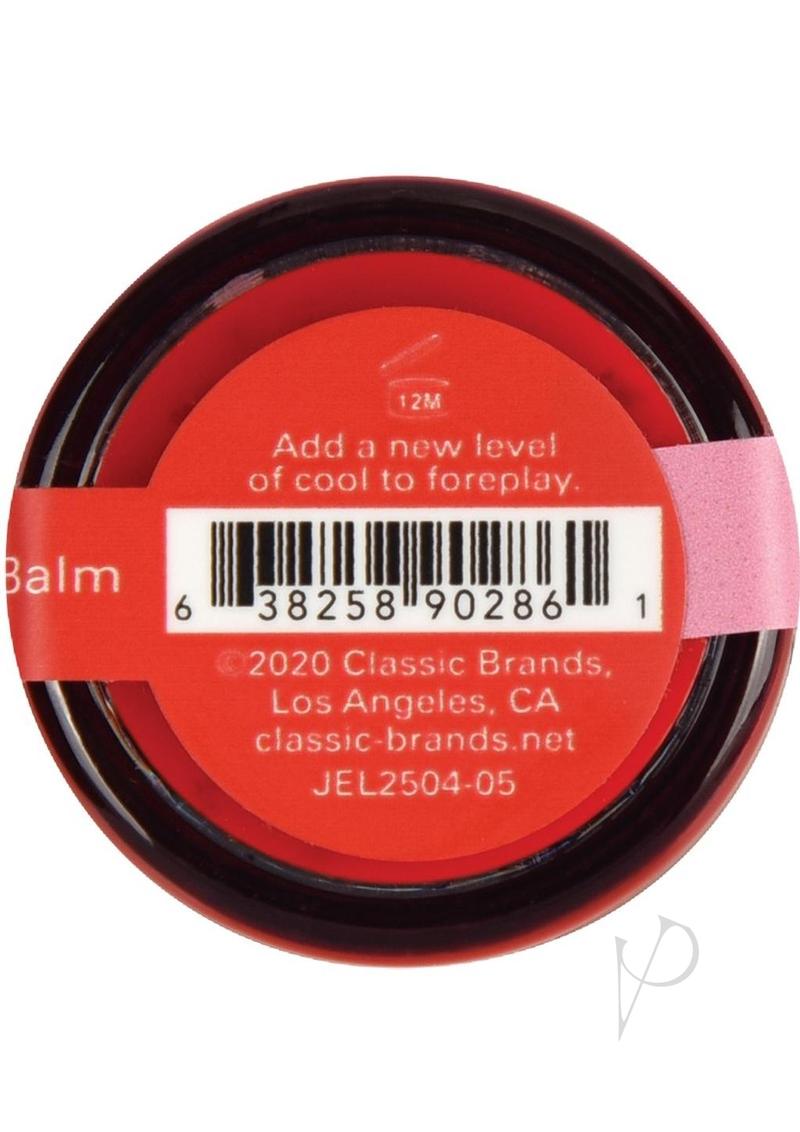 12M
Add a new level
of cool to foreplay.
Balm
6 38258 90286 1
©2020 Classic Brands,
Los Angeles, CA
classic-brands.net
JEL2504-05